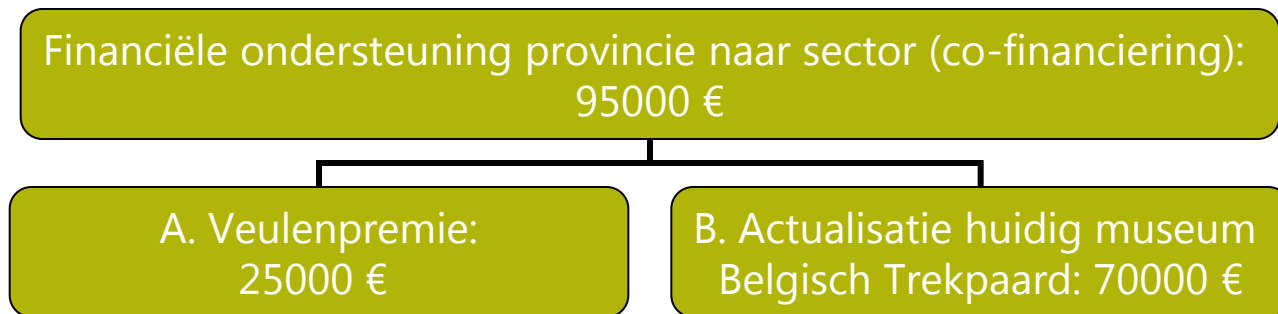 Financiële ondersteuning provincie naar sector (co-financiering):
95000 €
A. Veulenpremie:
25000 €
B. Actualisatie huidig museum
Belgisch Trekpaard: 70000 €